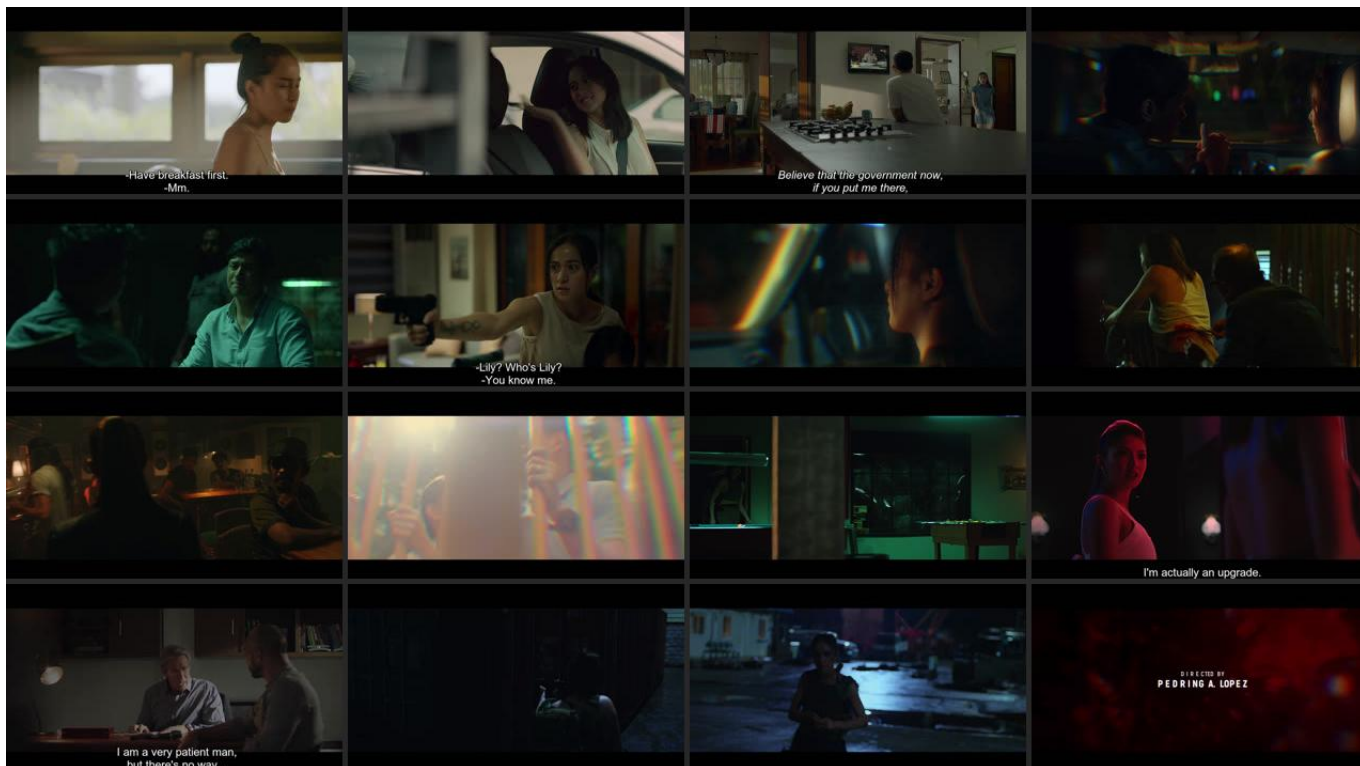 -Have breakfast first.
-Mm.
Believe that the government now,
if you put me there,
-Lily? Who's Lily?
-You know me.
I'm actually an upgrade.
I am a very patient man,
but there's no way
DIRECTED BY
PEDRING A. LOPEZ